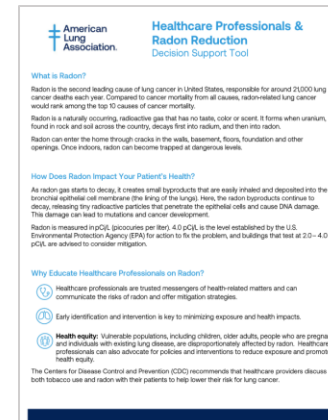 American
Lung
Association.
Healthcare Professionals &
Radon Reduction
Decision Support Tool
What is Radon?
Radon is the second leading cause of lung cancer in United States, responsible for around 21,000 lung
cancer deaths each year. Compared to cancer mortality from all causes, radon-related lung cancer
would rank among the top 10 causes of cancer mortality.
Radon is a naturally occurring, radioactive gas that has no taste, color or scent. It forms when uranium,
found in rock and soil across the country, decays first into radium, and then into radon.
Radon can enter the home through cracks in the walls, basement, floors, foundation and other
openings. Once indoors, radon can become trapped at dangerous levels.
How Does Radon Impact Your Patient's Health?
As radon gas starts to decay, it creates small byproducts that are easily inhaled and deposited into the
bronchial epithelial cell membrane (the lining of the lungs). Here, the radon byproducts continue to
decay, releasing tiny radioactive particles that penetrate the epithelial cells and cause DNA damage.
This damage can lead to mutations and cancer development.
Radon is measured in pCi/L (picocuries per liter). 4.0 pCi/L is the level established by the U.S.
Environmental Protection Agency (EPA) for action to fix the problem, and buildings that test at 2.0– 4.0
pCi/L are advised to consider mitigation.
Why Educate Healthcare Professionals on Radon?
Healthcare professionals are trusted messengers of health-related matters and can
communicate the risks of radon and offer mitigation strategies.
Early identification and intervention is key to minimizing exposure and health impacts.
Health equity: Vulnerable populations, including children, older adults, people who are pregna
and individuals with existing lung disease, are disproportionately affected by radon. Healthcare
professionals can also advocate for policies and interventions to reduce exposure and promote
health equity.
The Centers for Disease Control and Prevention (CDC) recommends that healthcare providers discuss
both tobacco use and radon with their patients to help lower their risk for lung cancer.